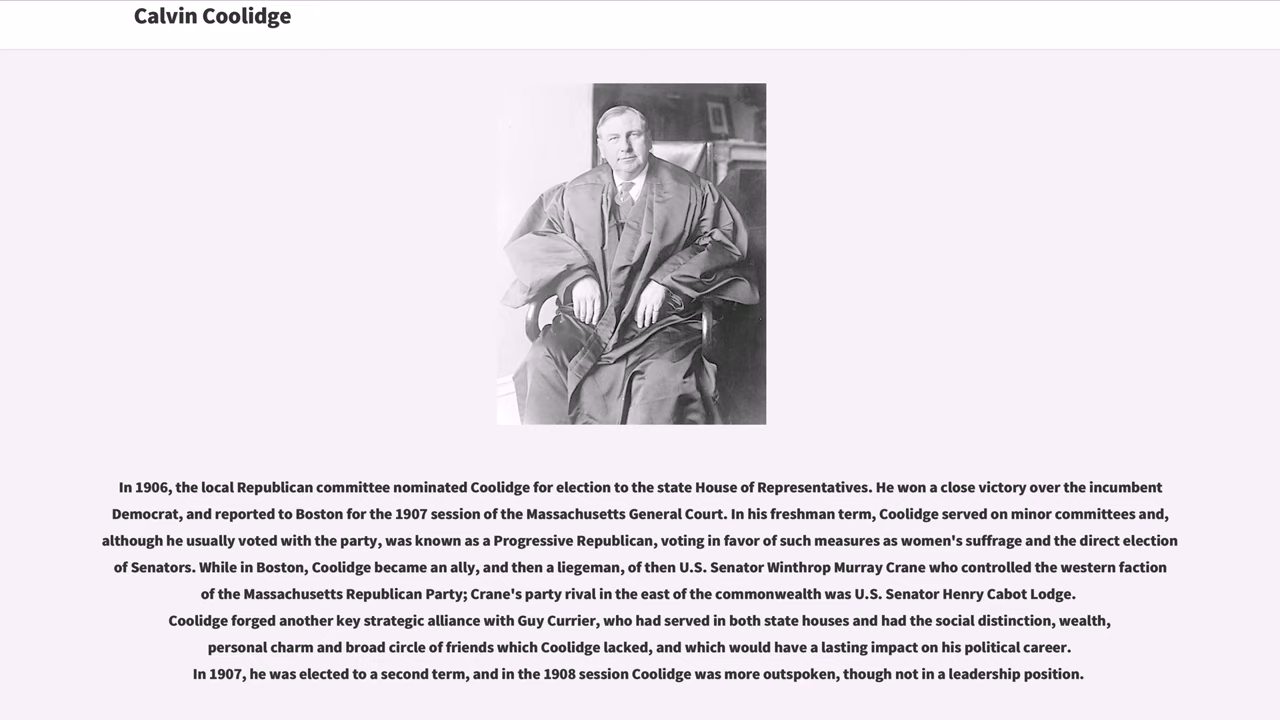 Calvin Coolidge
In 1906, the local Republican committee nominated Coolidge for election to the state House of Representatives. He won a close victory over the incumbent
Democrat, and reported to Boston for the 1907 session of the Massachusetts General Court. In his freshman term, Coolidge served on minor committees and,
although he usually voted with the party, was known as a Progressive Republican, voting in favor of such measures as women's suffrage and the direct election
of Senators. While in Boston, Coolidge became an ally, and then a liegeman, of then U.S. Senator Winthrop Murray Crane who controlled the western faction
of the Massachusetts Republican Party; Crane's party rival in the east of the commonwealth was U.S. Senator Henry Cabot Lodge.
Coolidge forged another key strategic alliance with Guy Currier, who had served in both state houses and had the social distinction, wealth,
personal charm and broad circle of friends which Coolidge lacked, and which would have a lasting impact on his political career.
In 1907, he was elected to a second term, and in the 1908 session Coolidge was more outspoken, though not in a leadership position.